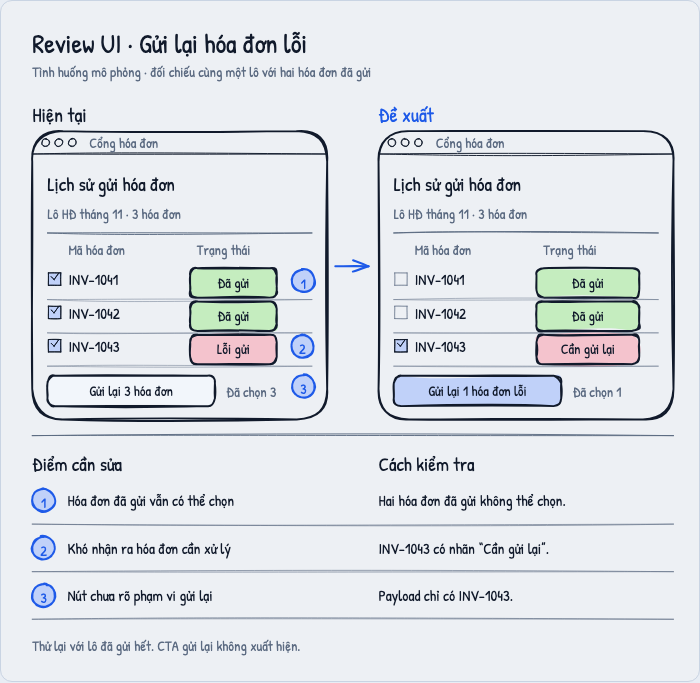 Review UI · Gửi lại hóa đơn lỗi
Tình huống mô phỏng · đối chiếu cùng một lô với hai hóa đơn đã gửi
Hiện tại
Cổng hóa đơn
Lịch sử gửi hóa đơn
Lô HĐ tháng 11 · 3 hóa đơn
Mã hóa đơn Trạng thái
INV-1041 Đã gửi 1
INV-1042 Đã gửi
INV-1043 Lỗi gửi 2
Gửi lại 3 hóa đơn Đã chọn 3 3
Đề xuất
Cổng hóa đơn
Lịch sử gửi hóa đơn
Lô HĐ tháng 11 · 3 hóa đơn
Mã hóa đơn Trạng thái
INV-1041 Đã gửi
INV-1042 Đã gửi
INV-1043 Cần gửi lại
Gửi lại 1 hóa đơn lỗi Đã chọn 1
Điểm cần sửa Cách kiểm tra
1 Hóa đơn đã gửi vẫn có thể chọn Hai hóa đơn đã gửi không thể chọn.
2 Khó nhận ra hóa đơn cần xử lý INV-1043 có nhãn “Cần gửi lại”.
3 Nút chưa rõ phạm vi gửi lại Payload chỉ có INV-1043.
Thử lại với lô đã gửi hết. CTA gửi lại không xuất hiện.